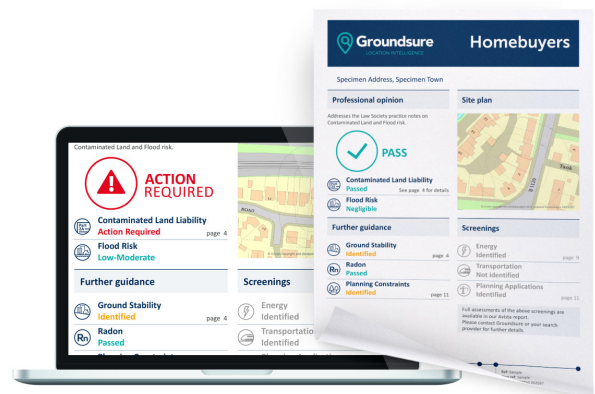 Contaminated Land and Flood risk.
ACTION
REQUIRED
Contaminated Land Liability
Action Required page 4
Flood Risk
Low-Moderate
Further guidance
Screenings
Ground Stability
Identified page 4
Rn Radon
Passed
Energy
Identified
Transportatio
Identified
Groundsure
LOCATION INTELLIGENCE
Homebuyers
Specimen Address, Specimen Town
Professional opinion
Site plan
Addresses the Law Society practice notes on
Contaminated Land and Flood risk.
PASS
Contaminated Land Liability
Passed See page 4 for details
Flood Risk
Negligible
B 1120
Further guidance
Screenings
Ground Stability
Identified page 4
Rn Radon
Passed
Planning Constraints
Identified page 11
Energy
Identified page 9
Transportation
Not identified
Planning Applications
Identified page 11
Full assessments of the above screenings are
available in our Avista report.
Please contact Groundsure or your search
provider for further details.